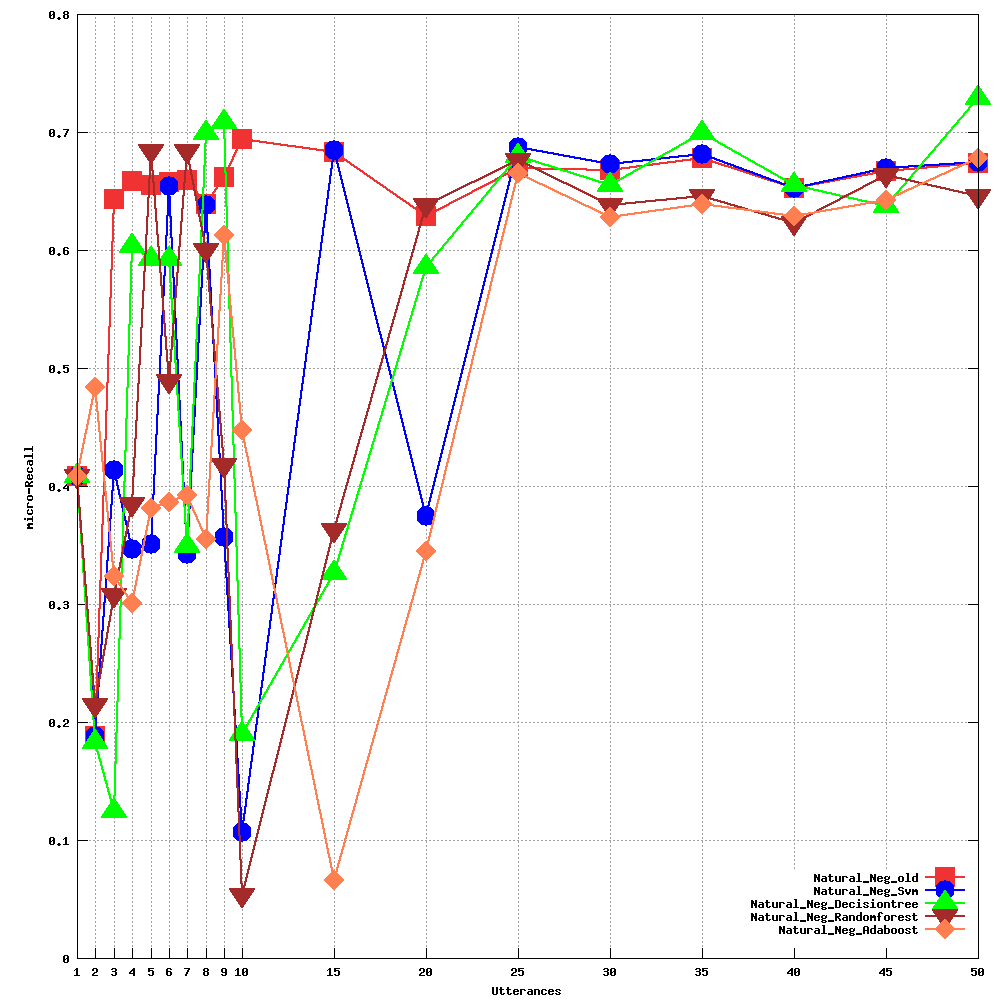 0.8
0.7
0.6
0.5
0.4
0.3
0.2
0.1
0
micro-Recall
1 2 3 4 5 6 7 8 9 10 15 20 25 30 35 40 45 50
Utterances
Natural_Neg_old
Natural_Neg_Svm
Natural_Neg_Decisiontree
Natural_Neg_Randomforest
Natural_Neg_Adaboost